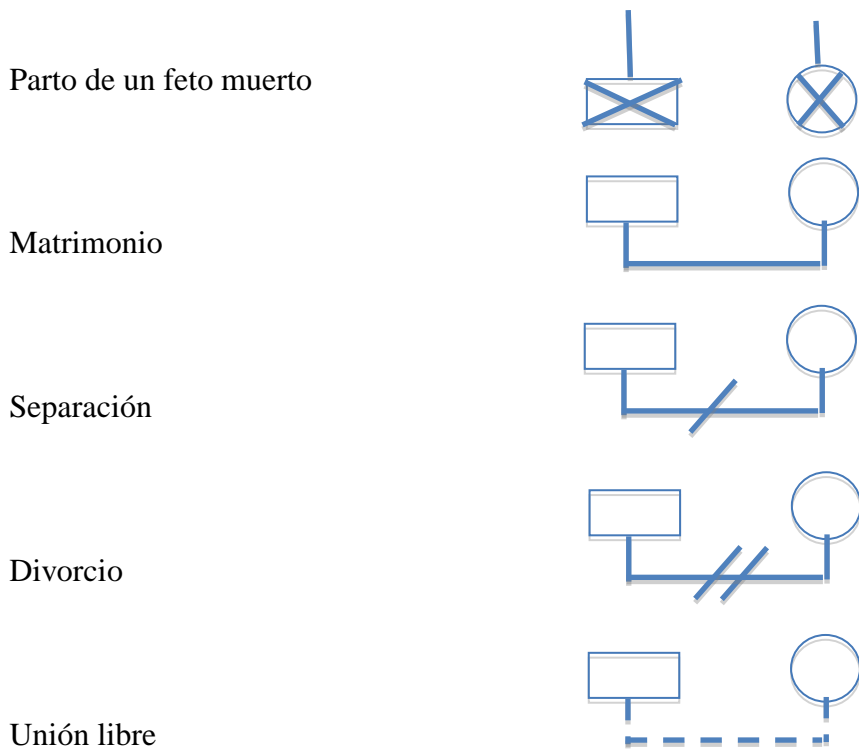 Parto de un feto muerto
Matrimonio
Separación
Divorcio
Unión libre